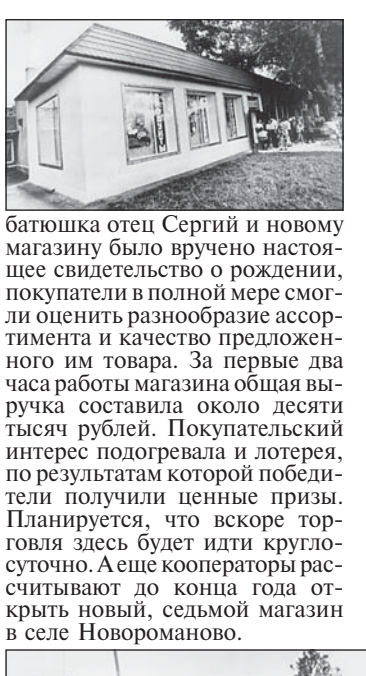 батюшка отец Сергий и новому
магазину было вручено настоя-
щее свидетельство о рождении,
покупатели в полной мере смог-
ли оценить разнообразие ассор-
тимента и качество предложен-
ного им товара. За первые два
часа работы магазина общая вы-
ручка составила около десяти
тысяч рублей. Покупательский
интерес подогревала и лотерея,
по результатам которой победи-
тели получили ценные призы.
Планируется, что вскоре тор-
говля здесь будет идти кругло-
суточно. А еще кооператоры рас-
считывают до конца года от-
крыть новый, седьмой магазин
в селе Новороманово.